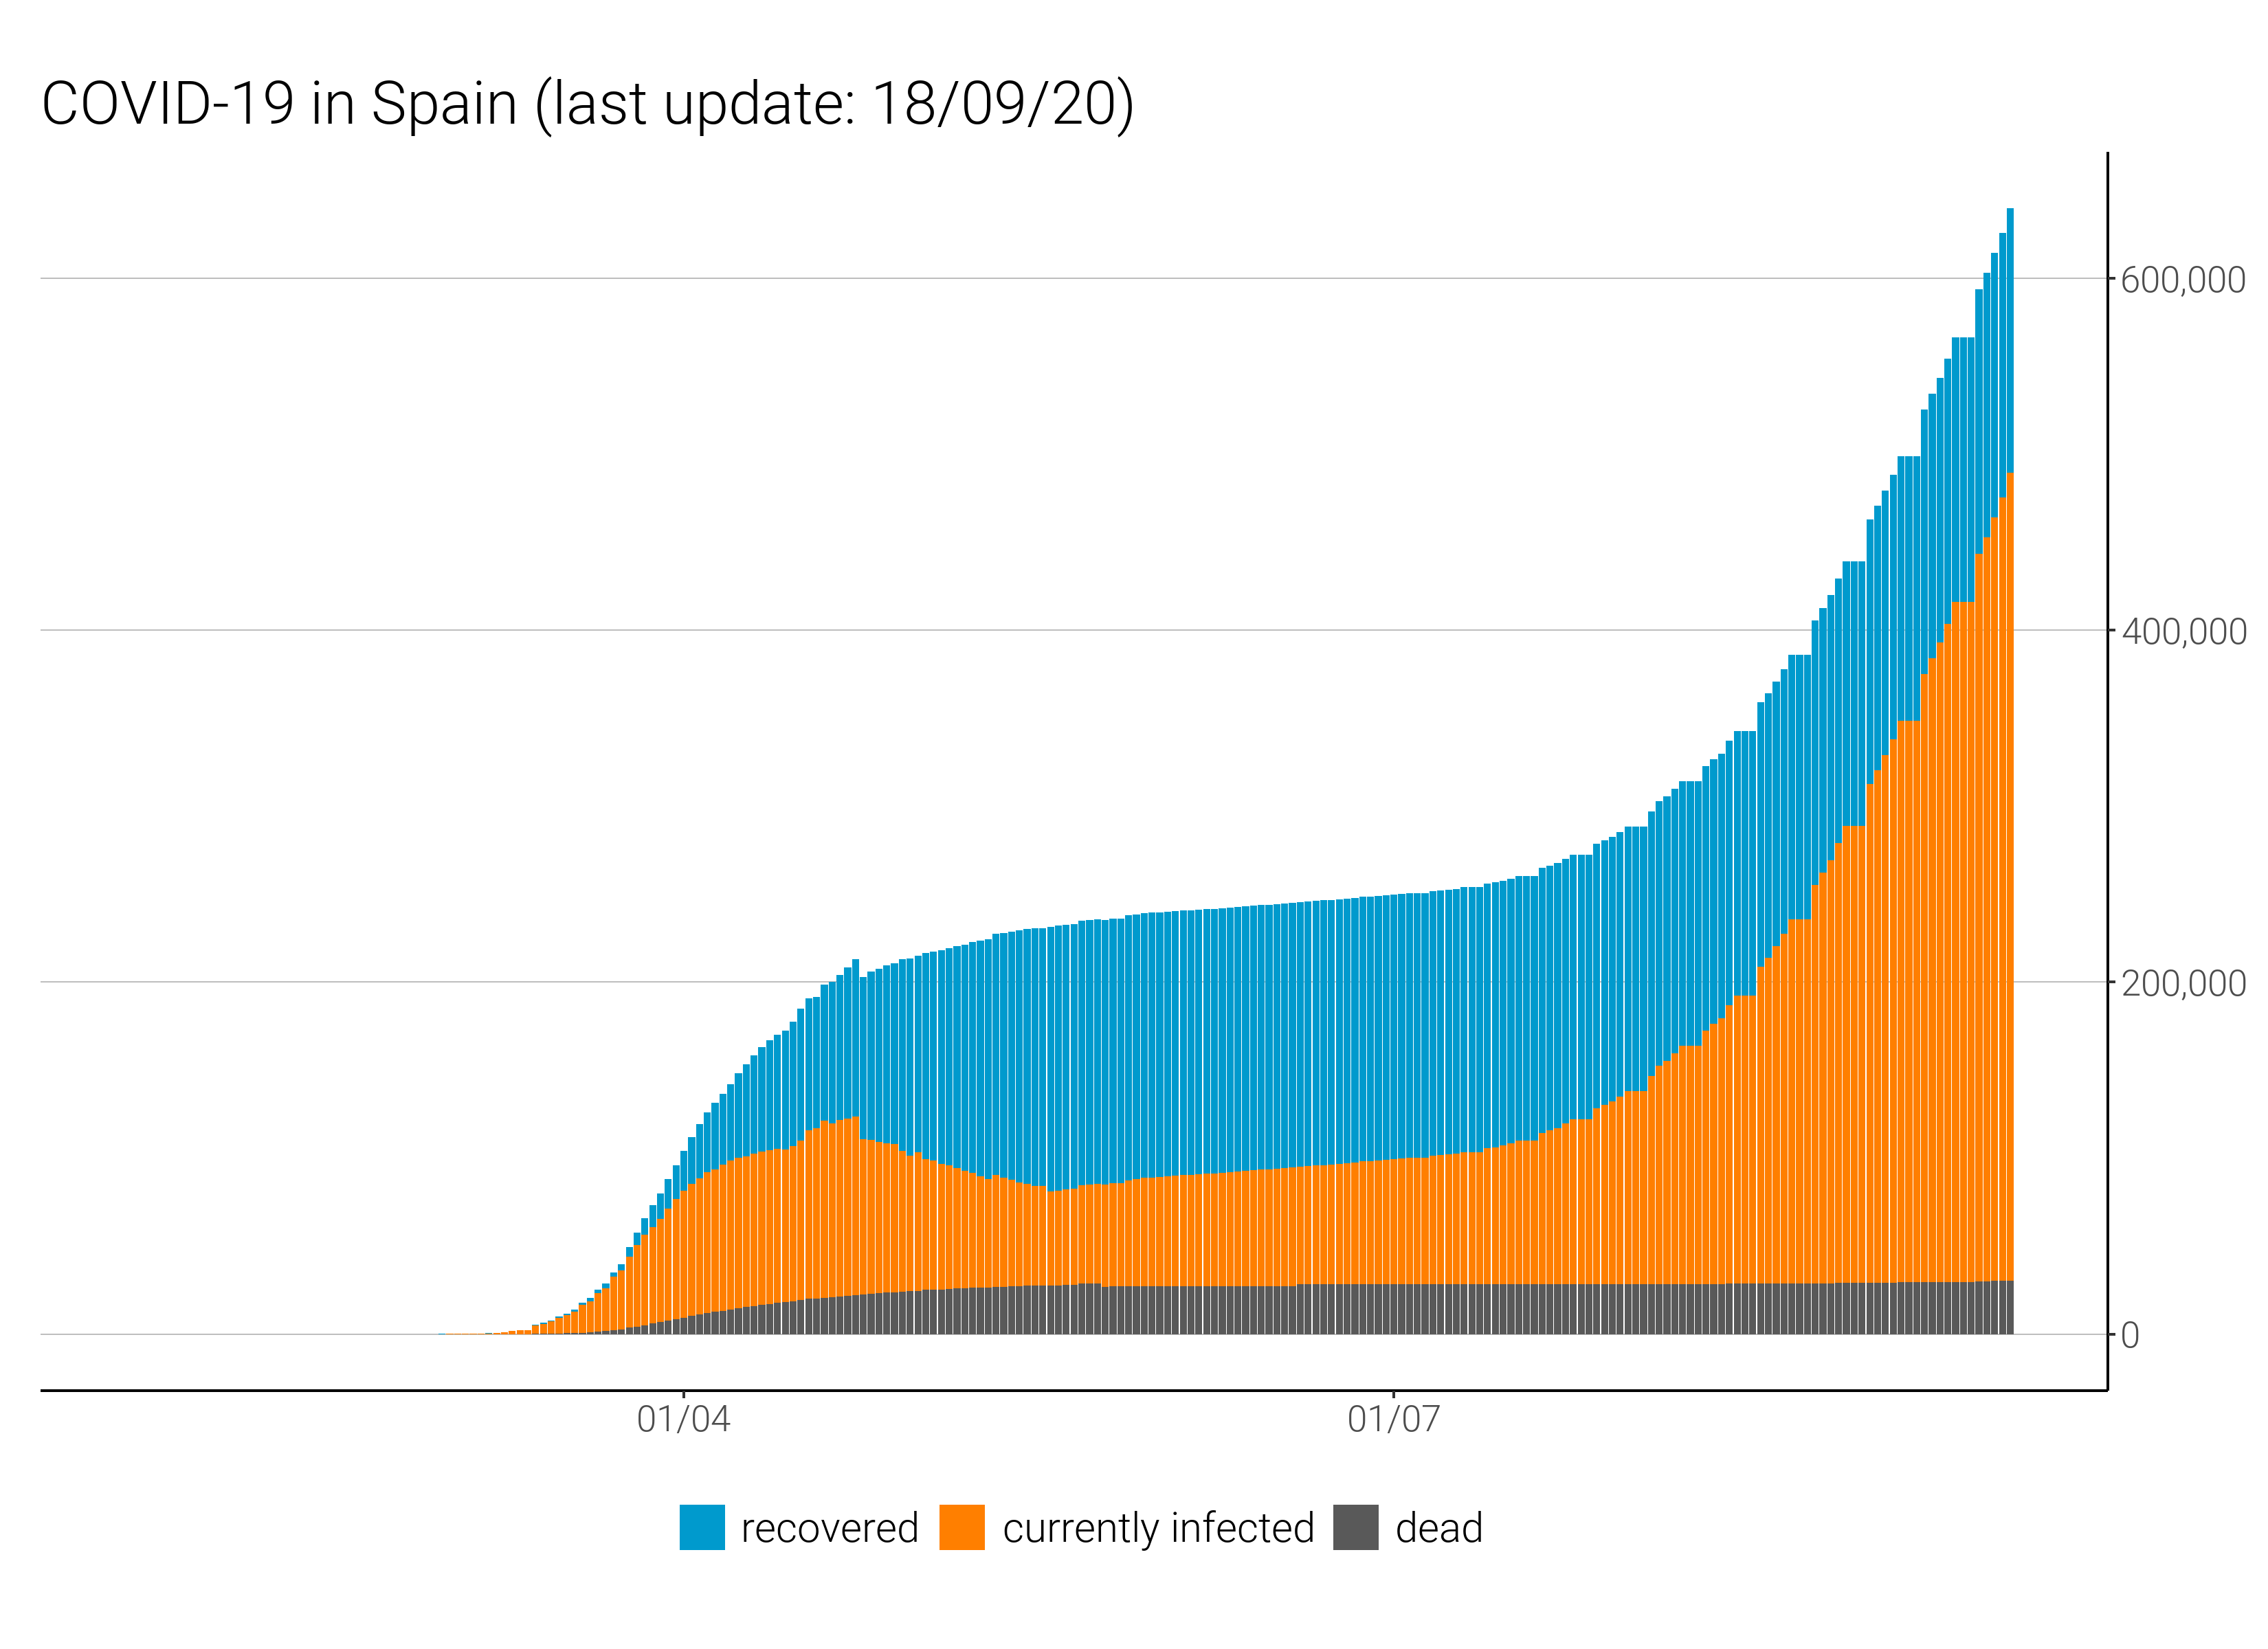 COVID-19 in Spain (last update: 18/09/20)
600,000
400,000
200,000
0
01/04 01/07
recovered currently infected dead